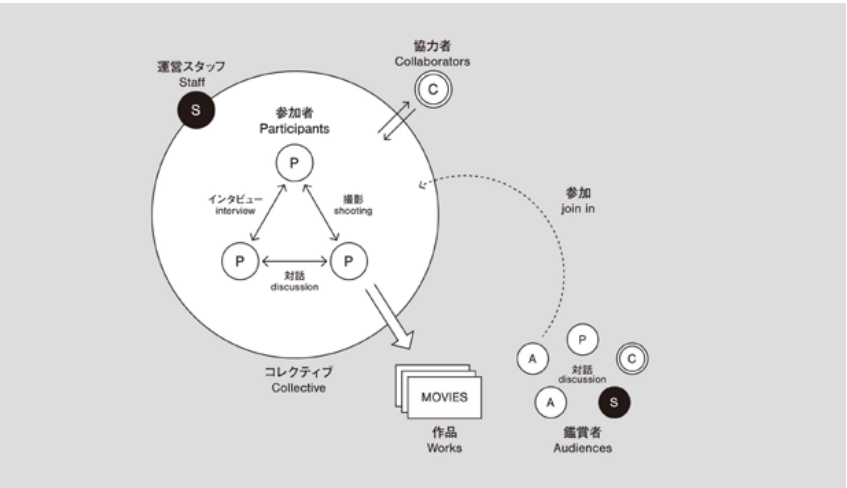 協力者
Collaborators
C
運営スタッフ
Staff
S
参加者
Participants
P
インタビュー
interview
撮影
shooting
P
P
対話
discussion
コレクティブ
Collective
参加
join in
MOVIES
作品
Works
P
A
C
対話
discussion
A
S
鑑賞者
Audiences